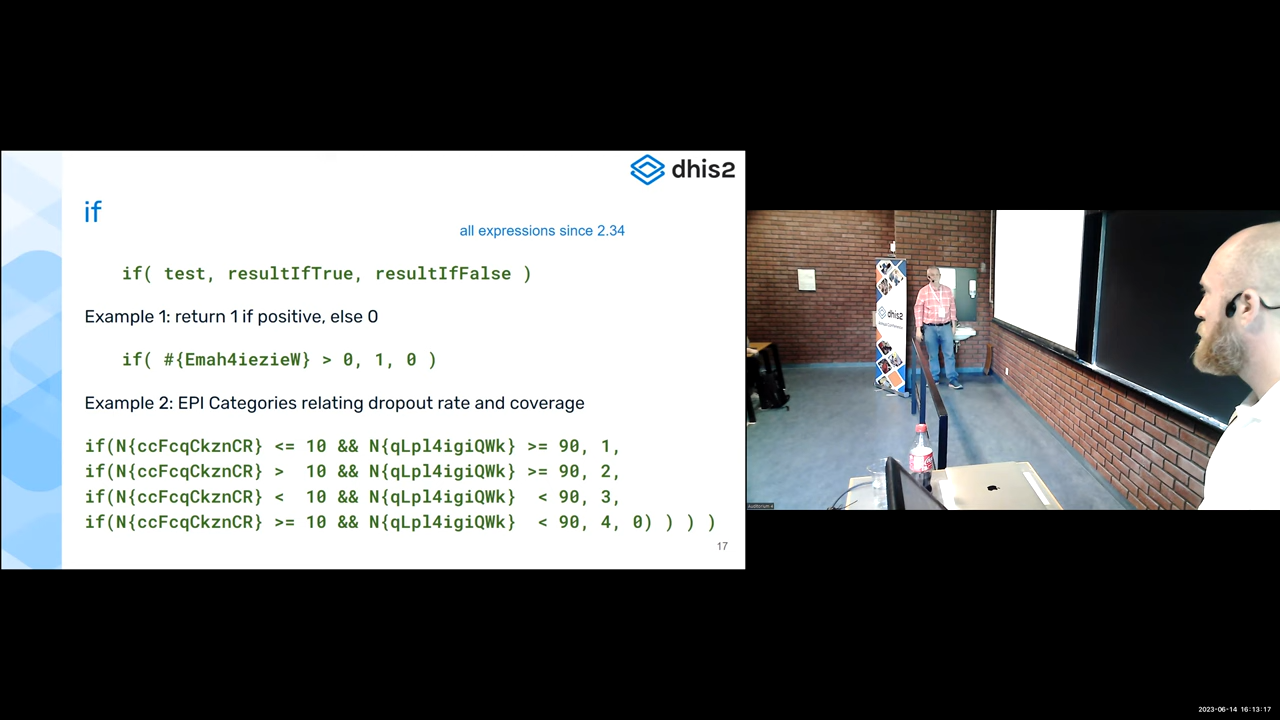 dhis2
if
all expressions since 2.34
if( test, resultIfTrue, resultIfFalse )
Example 1: return 1 if positive, else 0
if( #{Emah4iezieW} > 0, 1, 0 )
Example 2: EPI Categories relating dropout rate and coverage
if(N{ccFcqCkznCR} <= 10 && N{qLpl4igiQWk} >= 90, 1,
if(N{ccFcqCkznCR} >  10 && N{qLpl4igiQWk} >= 90, 2,
if(N{ccFcqCkznCR} <  10 && N{qLpl4igiQWk}  < 90, 3,
if(N{ccFcqCkznCR} >= 10 && N{qLpl4igiQWk}  < 90, 4, 0) ) ) )
17
dhis2
2023-06-14 16:13:17